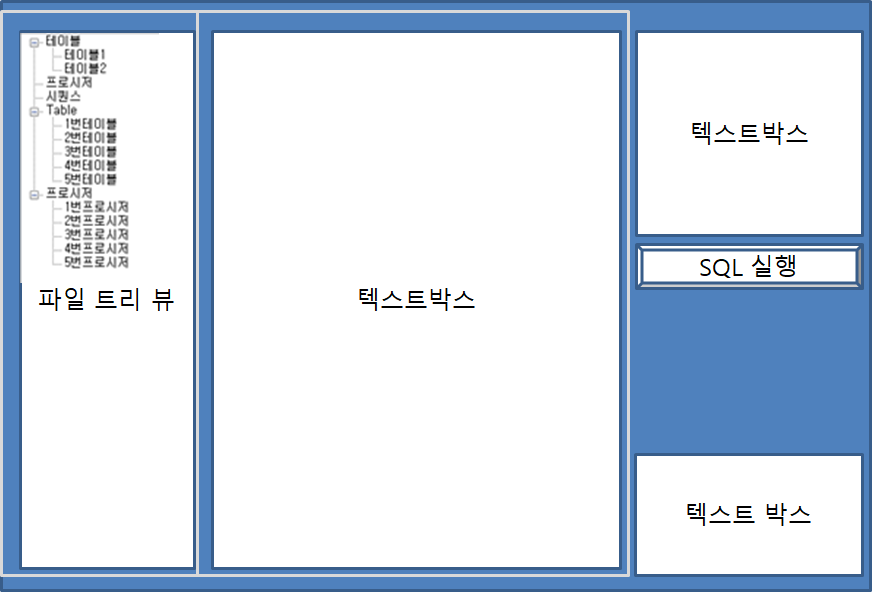 테이블
테이블1
테이블2
프로시저
시퀀스
Table
1번테이블
2번테이블
3번테이블
4번테이블
5번테이블
프로시저
1번프로시저
2번프로시저
3번프로시저
4번프로시저
5번프로시저
파일 트리 뷰
텍스트박스
텍스트박스
SQL 실행
텍스트 박스